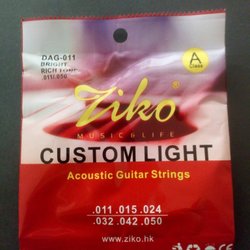 DAG-011
BRIGHT
RICH TONE
.011/.050
A
Class
Ziko®
MUSIC & LIFE
CUSTOM LIGHT
Acoustic Guitar Strings
.011 .015 .024
.032 .042 .050
www.ziko.hk